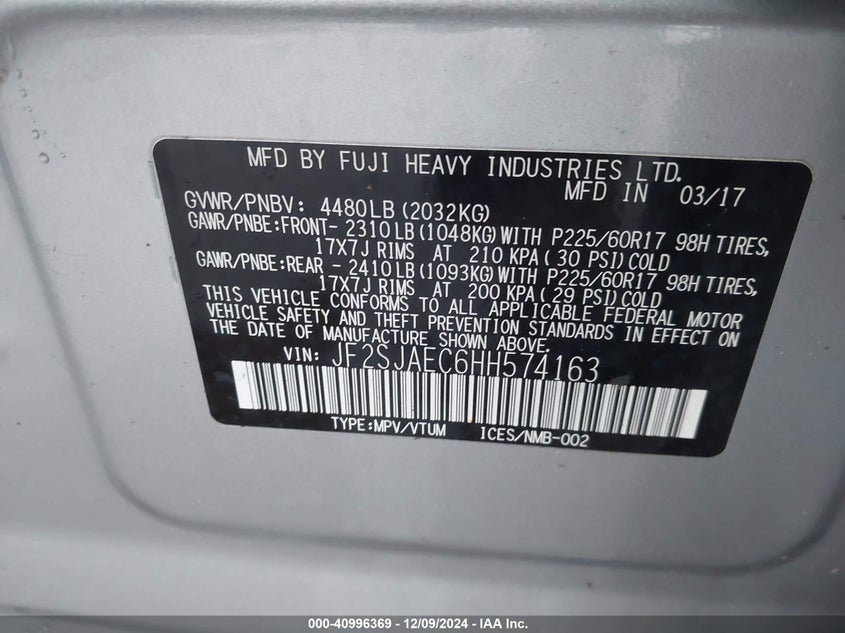 MFD BY FUJI HEAVY INDUSTRIES LTD.
MFD IN 03/17
GVWR/PNBV: 4480LB(2032KG)
GAWR/PNBE:FRONT- 2310LB(1048KG)WITH P225/60R17 98H TIRES,
17X7J RIMS AT 210 KPA( 30 PSI)COLD
GAWR/PNBE:REAR - 2410LB(1093KG)WITH P225/60R17 98H TIRES,
17X7J RIMS AT 200 KPA( 29 PSI)COLD
THIS VEHICLE CONFORMS TO ALL APPLICABLE FEDERAL MOTOR
VEHICLE SAFETY AND THEFT PREVENTION STANDARDS IN EFFECT ON
THE DATE OF MANUFACTURE SHOWN ABOVE.
VIN: JF2SJAEC6HH574163
TYPE:MPV/VTUM ICES/NMB-002
000-40996369 - 12/09/2024 - IAA Inc.